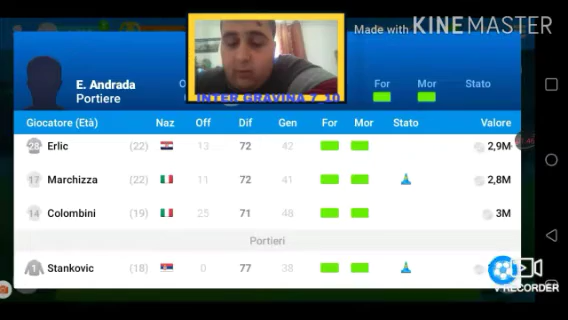 Made with KINEMASTER
E. Andrada
Portiere
For Mor Stato
INTER GRAVINA 7 10
Giocatore (Età) Naz Off Dif Gen For Mor Stato Valore
28 Erlic (22) 13 72 42 2,9M
17 Marchizza (22) 11 72 41 2,8M
14 Colombini (19) 25 71 48 3M
Portieri
1 Stankovic (18) 0 77 38
V RECORDER